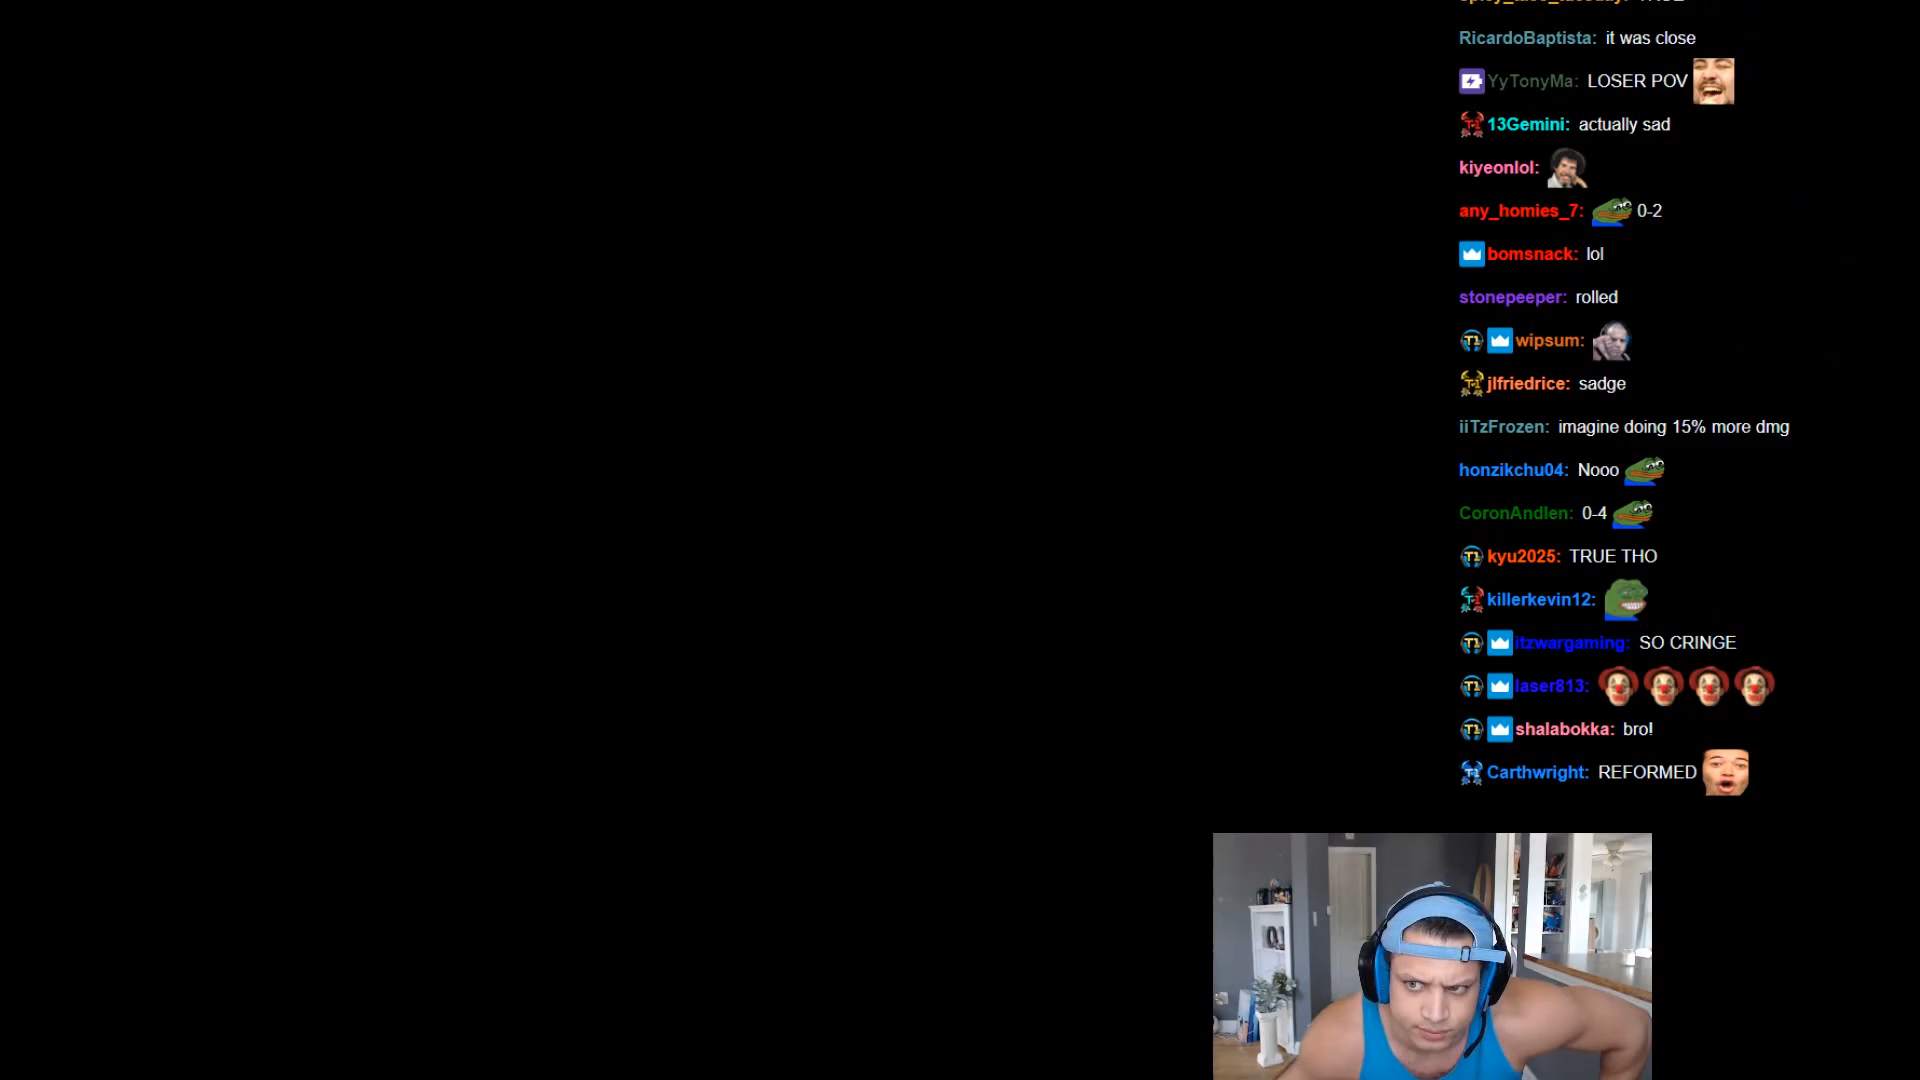 RicardoBaptista: it was close
YyTonyMa: LOSER POV
13Gemini: actually sad
kiyeonlol:
any_homies_7: 0-2
bomsnack: lol
stonepeeper: rolled
wipsum:
jlfriedrice: sadge
iiTzFrozen: imagine doing 15% more dmg
honzikchu04: Nooo
CoronAndlen: 0-4
kyu2025: TRUE THO
killerkevin12:
itzwargaming: SO CRINGE
laser813:
shalabokka: bro!
Carthwright: REFORMED